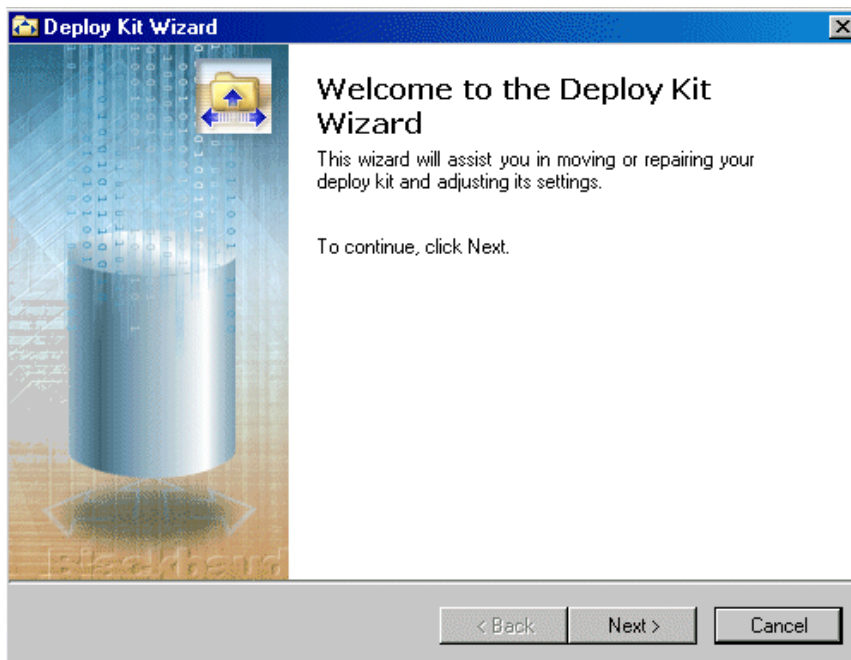 Deploy Kit Wizard
Welcome to the Deploy Kit
Wizard
This wizard will assist you in moving or repairing your
deploy kit and adjusting its settings.
To continue, click Next.
Blackbaud
< Back
Next >
Cancel